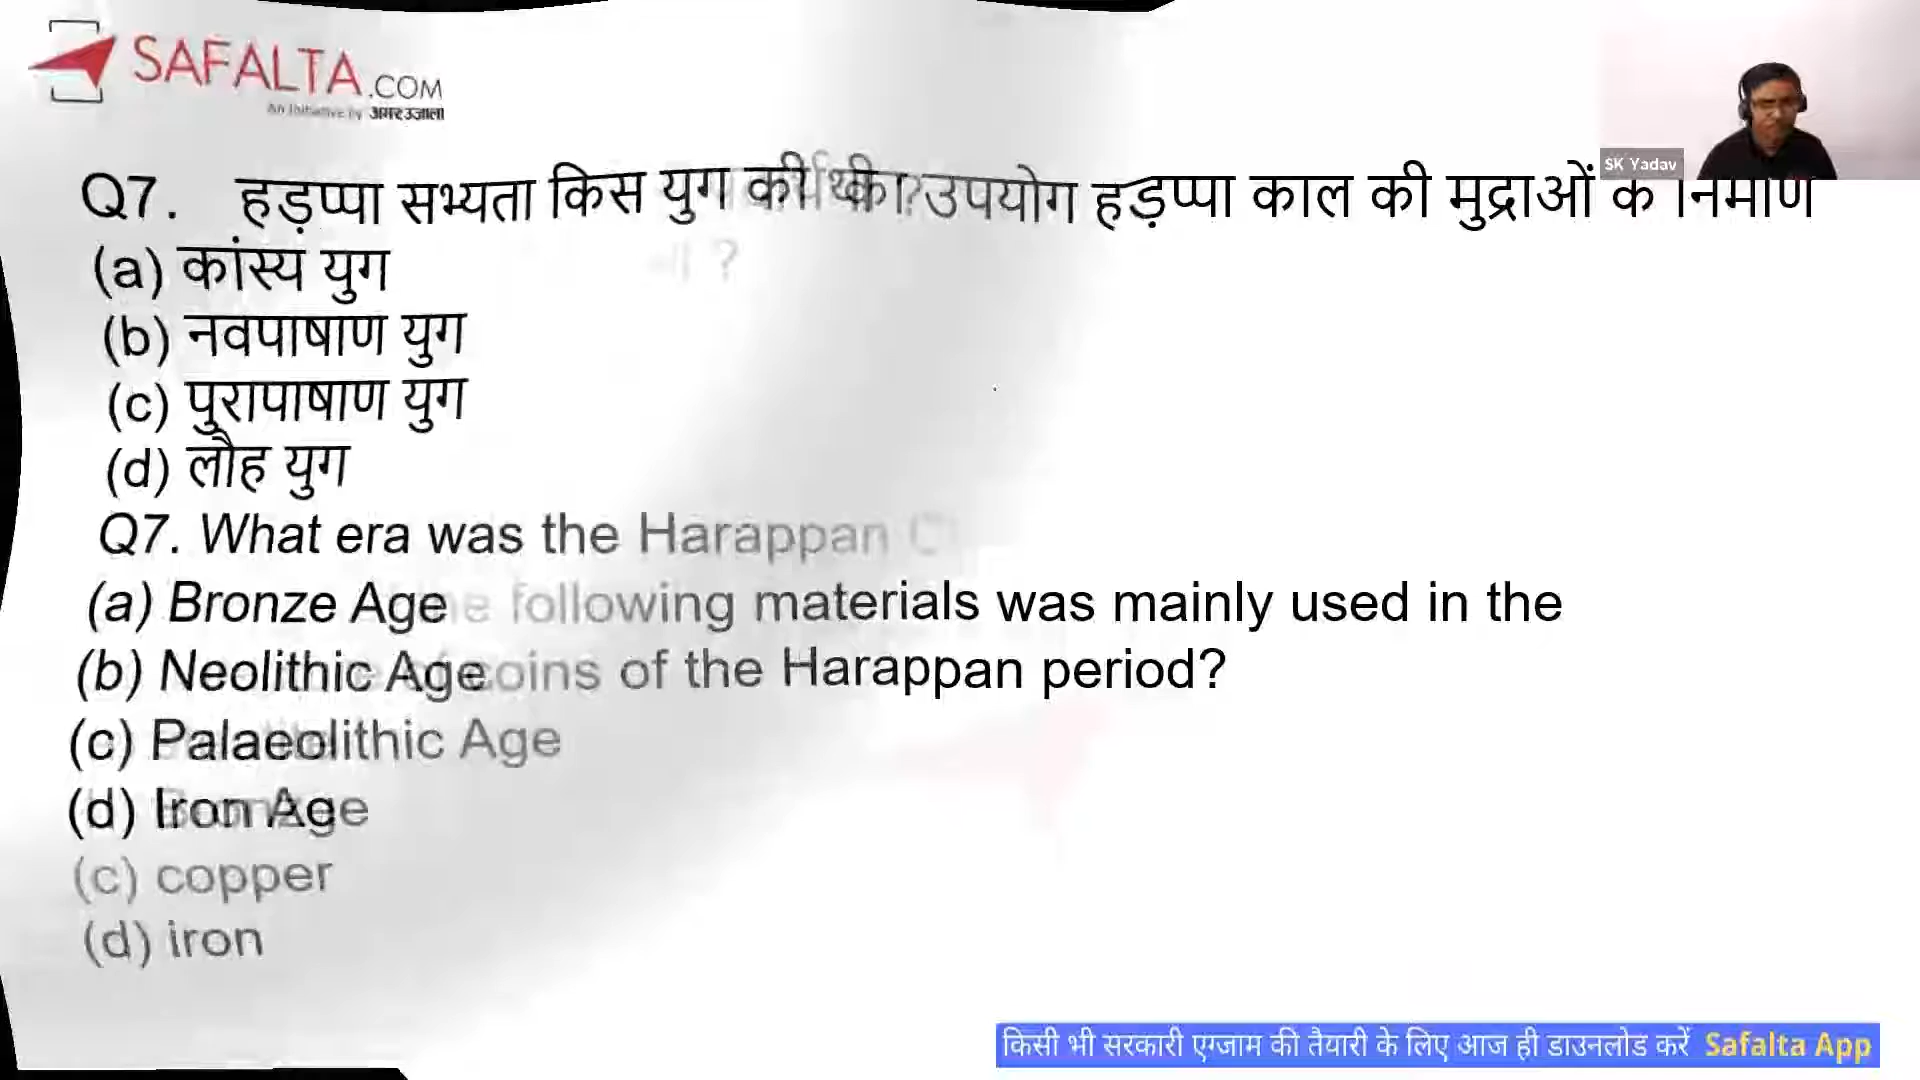 SAFALTA.COM
An Initiative by अमर उजाला
SK Yadav
Q7. हड़प्पा सभ्यता किस युग की थी? का उपयोग हड़प्पा काल की मुद्राओं के निर्माण
?
(a) कांस्य युग
(b) नवपाषाण युग
(c) पुरापाषाण युग
(d) लौह युग
Q7. What era was the Harappan
(a) Bronze Age following materials was mainly used in the
(b) Neolithic Age coins of the Harappan period?
(c) Palaeolithic Age
(d) Iron Age
(c) copper
(d) iron
किसी भी सरकारी एग्जाम की तैयारी के लिए आज ही डाउनलोड करें Safalta App